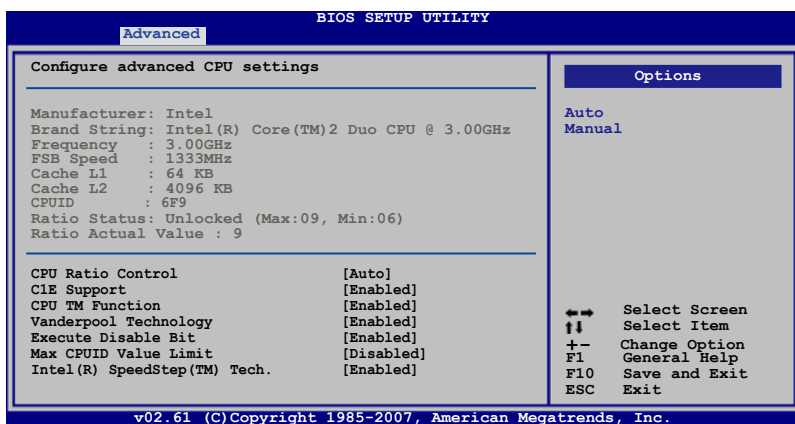 BIOS SETUP UTILITY
Advanced
Configure advanced CPU settings
Manufacturer: Intel
Brand String: Intel(R) Core(TM)2 Duo CPU @ 3.00GHz
Frequency : 3.00GHz
FSB Speed : 1333MHz
Cache L1 : 64 KB
Cache L2 : 4096 KB
CPUID : 6F9
Ratio Status: Unlocked (Max:09, Min:06)
Ratio Actual Value : 9
CPU Ratio Control [Auto]
C1E Support [Enabled]
CPU TM Function [Enabled]
Vanderpool Technology [Enabled]
Execute Disable Bit [Enabled]
Max CPUID Value Limit [Disabled]
Intel(R) SpeedStep(TM) Tech. [Enabled]
Options
Auto
Manual
←→ Select Screen
↑↓ Select Item
+- Change Option
F1 General Help
F10 Save and Exit
ESC Exit
v02.61 (C)Copyright 1985-2007, American Megatrends, Inc.